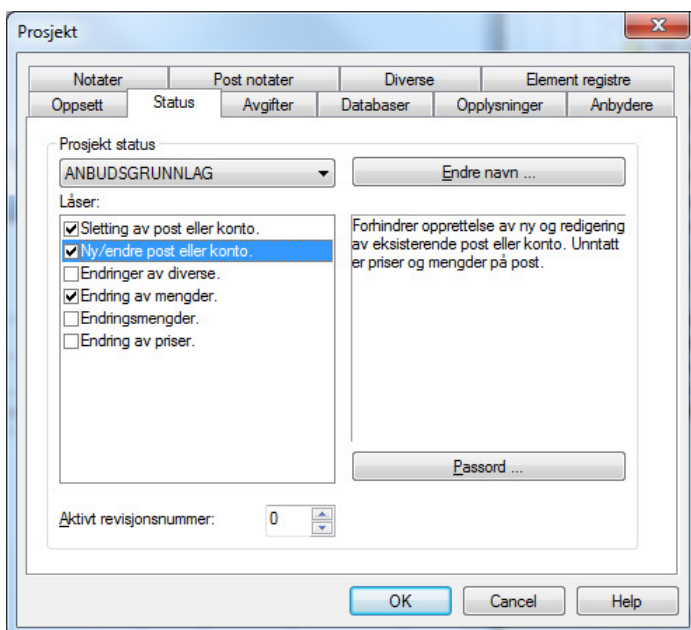 Prosjekt
Notater Post notater Diverse Element registre
Oppsett Status Avgifter Databaser Opplysninger Anbydere
Prosjekt status
ANBUDSGRUNNLAG
Endre navn ...
Låser:
Sletting av post eller konto.
Ny/endre post eller konto.
Endringer av diverse.
Endring av mengder.
Endringsmengder.
Endring av priser.
Forhindrer opprettelse av ny og redigering
av eksisterende post eller konto. Unntatt
er priser og mengder på post.
Passord ...
Aktivt revisjonsnummer: 0
OK Cancel Help